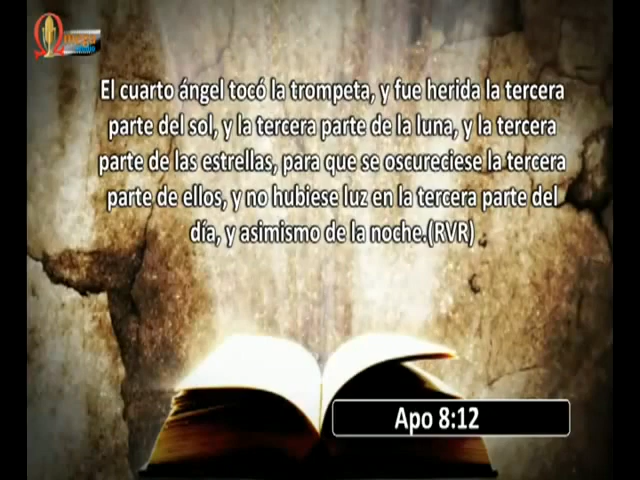 El cuarto ángel tocó la trompeta, y fue herida la tercera
parte del sol, y la tercera parte de la luna, y la tercera
parte de las estrellas, para que se oscureciese la tercera
parte de ellos, y no hubiese luz en la tercera parte del
día, y asimismo de la noche.(RVR)
Apo 8:12